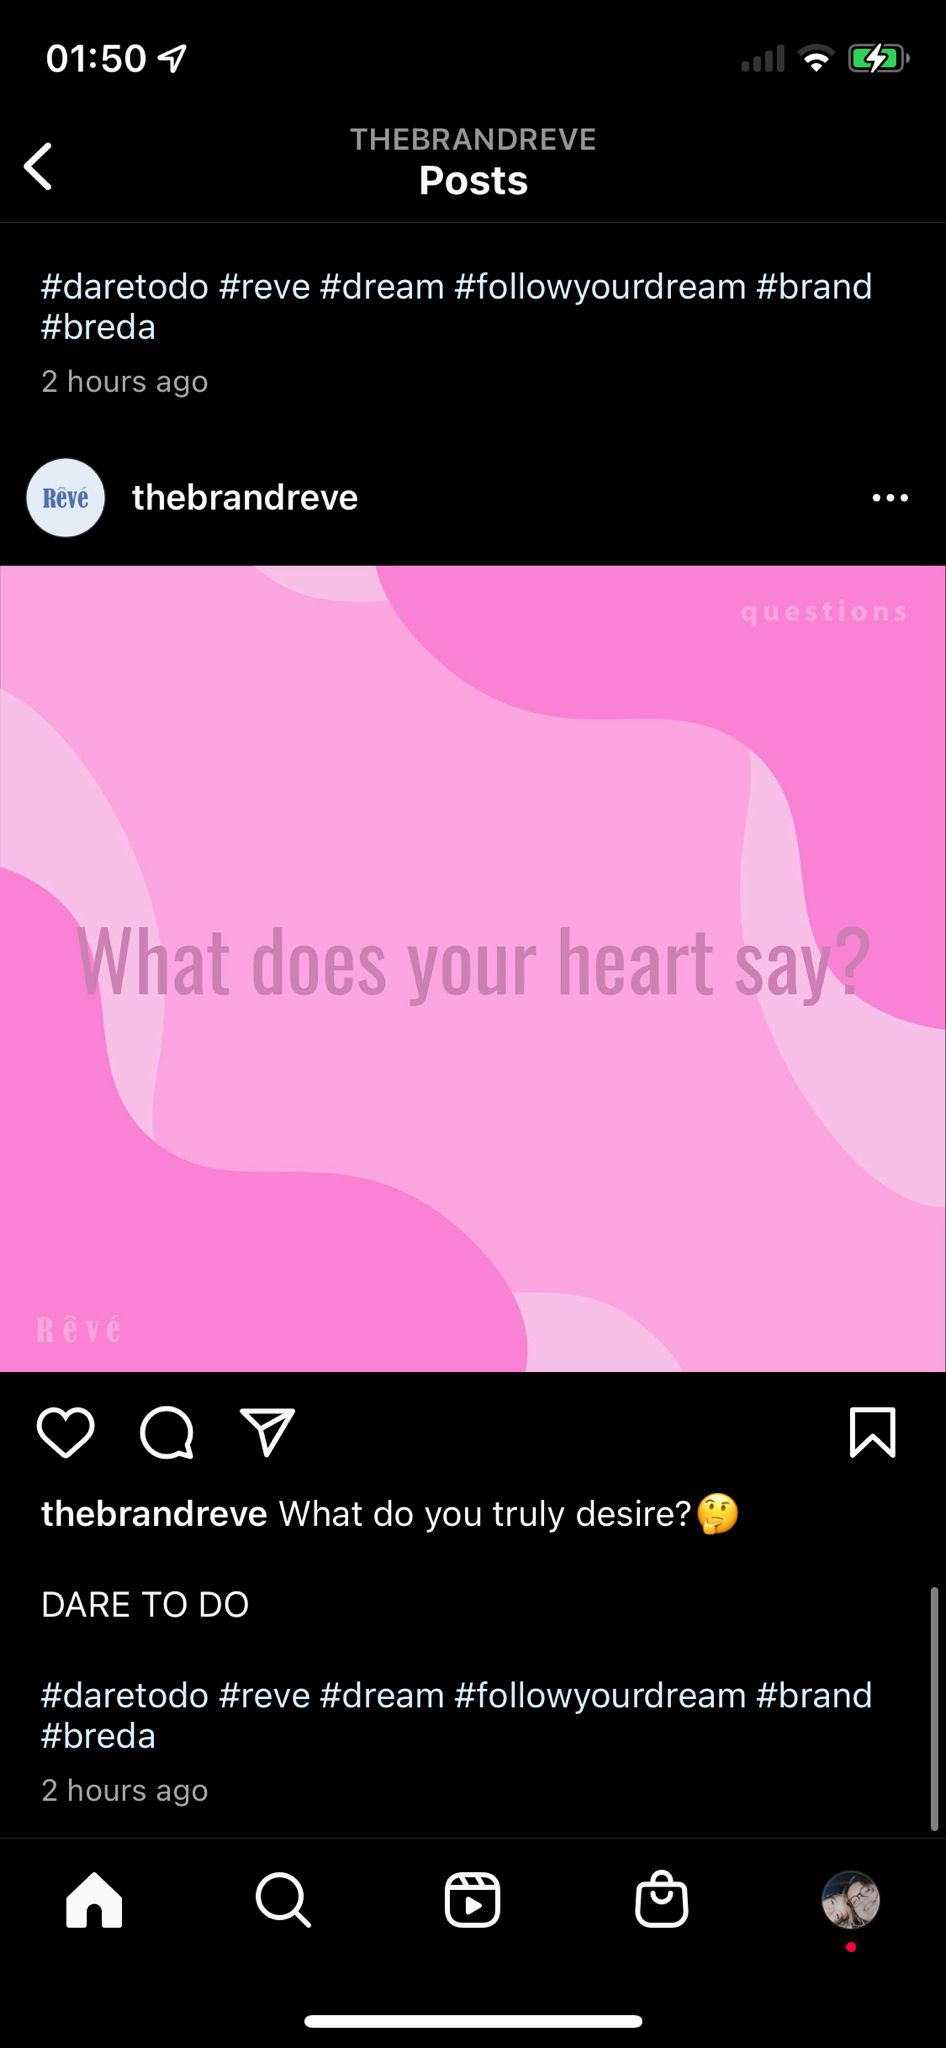 01:50
THEBRANDREVE
Posts
#daretodo #reve #dream #followyourdream #brand
#breda
2 hours ago
Rêvé
thebrandreve
questions
What does your heart say?
Rêvé
thebrandreve What do you truly desire?🤔
DARE TO DO
#daretodo #reve #dream #followyourdream #brand
#breda
2 hours ago